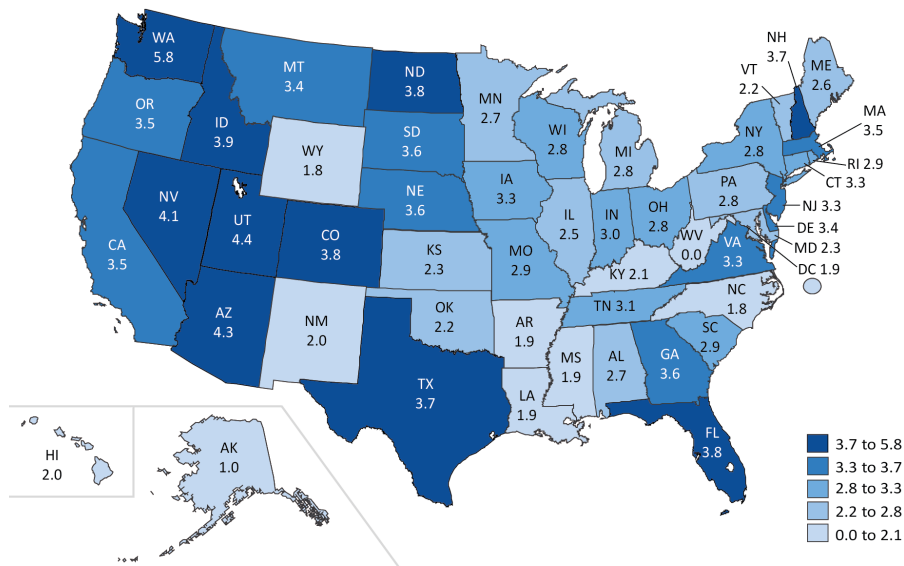 WA
5.8
MT
3.4
ND
3.8
MN
2.7
NH
3.7
VT
2.2
ME
2.6
OR
3.5
ID
3.9
SD
3.6
WI
2.8
MI
2.8
NY
2.8
MA
3.5
RI 2.9
CT 3.3
WY
1.8
NE
3.6
IA
3.3
PA
2.8
NJ 3.3
NV
4.1
UT
4.4
CO
3.8
IL
2.5
IN
3.0
OH
2.8
WV
0.0
VA
3.3
DE 3.4
MD 2.3
DC 1.9
CA
3.5
KS
2.3
MO
2.9
KY 2.1
AZ
4.3
NM
2.0
OK
2.2
AR
1.9
TN 3.1
NC
1.8
SC
2.9
TX
3.7
LA
1.9
MS
1.9
AL
2.7
GA
3.6
FL
3.8
HI
2.0
AK
1.0
3.7 to 5.8
3.3 to 3.7
2.8 to 3.3
2.2 to 2.8
0.0 to 2.1